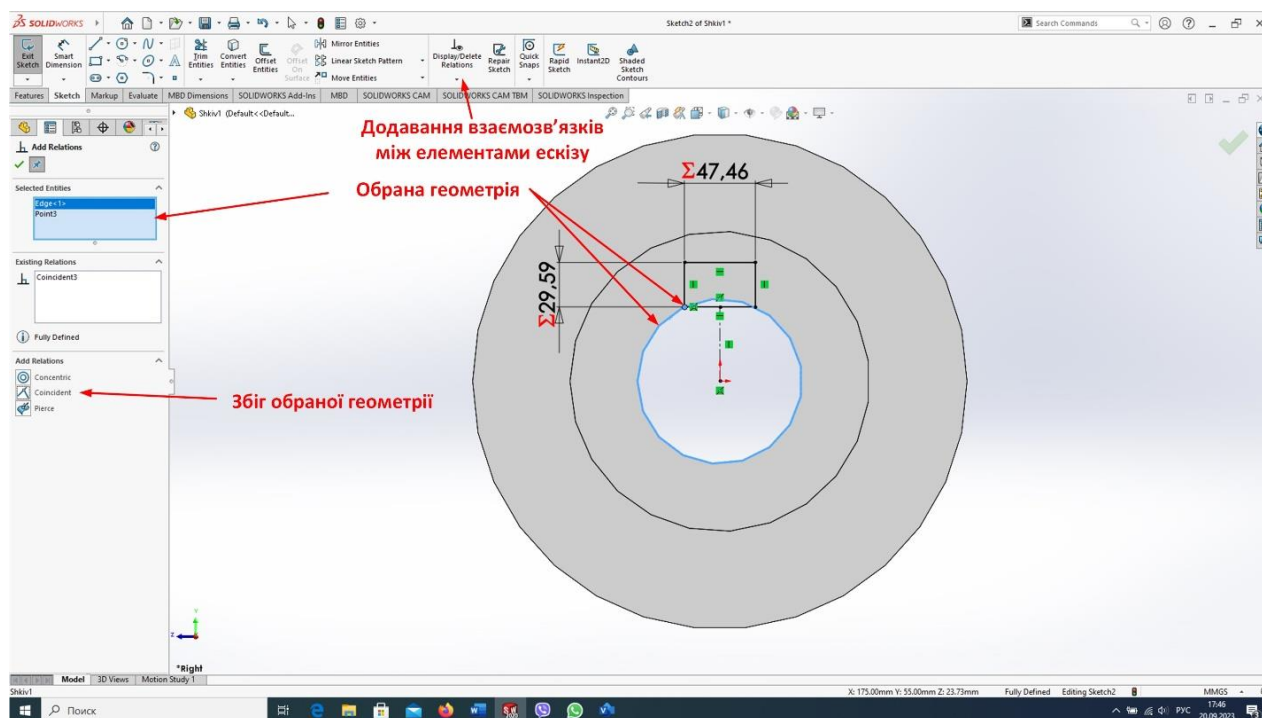 SOLIDWORKS
Sketch2 of Shkiv1 *
Search Commands
Exit Sketch
Smart Dimension
Trim Entities
Convert Entities
Offset Entities
Offset On Surface
Mirror Entities
Linear Sketch Pattern
Move Entities
Display/Delete Relations
Repair Sketch
Quick Snaps
Rapid Sketch
Instant2D
Shaded Sketch Contours
Features Sketch Markup Evaluate MBD Dimensions SOLIDWORKS Add-Ins MBD SOLIDWORKS CAM SOLIDWORKS CAM TBM SOLIDWORKS Inspection
Shkiv1 (Default<<Default...
Додавання взаємозв’язків
між елементами ескізу
Обрана геометрія
Збіг обраної геометрії
Add Relations
Selected Entities
Edge<1>
Point3
Existing Relations
Coincident3
Fully Defined
Add Relations
Concentric
Coincident
Pierce
Σ47,46
Σ29,59
Y
Z
*Right
Model 3D Views Motion Study 1
Shkiv1
X: 175.00mm Y: 55.00mm Z: 23.73mm Fully Defined Editing Sketch2 MMGS
Поиск
РУС
17:46
20.09.2023